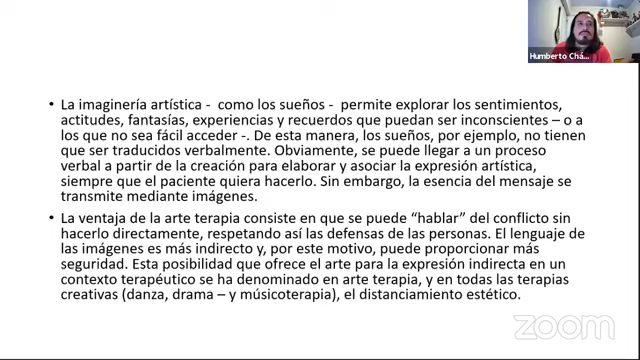 Humberto Chá...
• La imaginería artística -  como los sueños -  permite explorar los sentimientos,
actitudes, fantasías, experiencias y recuerdos que puedan ser inconscientes – o a
los que no sea fácil acceder -. De esta manera, los sueños, por ejemplo, no tienen
que ser traducidos verbalmente. Obviamente, se puede llegar a un proceso
verbal a partir de la creación para elaborar y asociar la expresión artística,
siempre que el paciente quiera hacerlo. Sin embargo, la esencia del mensaje se
transmite mediante imágenes.
• La ventaja de la arte terapia consiste en que se puede “hablar” del conflicto sin
hacerlo directamente, respetando así las defensas de las personas. El lenguaje de
las imágenes es más indirecto y, por este motivo, puede proporcionar más
seguridad. Esta posibilidad que ofrece el arte para la expresión indirecta en un
contexto terapéutico se ha denominado en arte terapia, y en todas las terapias
creativas (danza, drama – y músicoterapia), el distanciamiento estético.
zoom